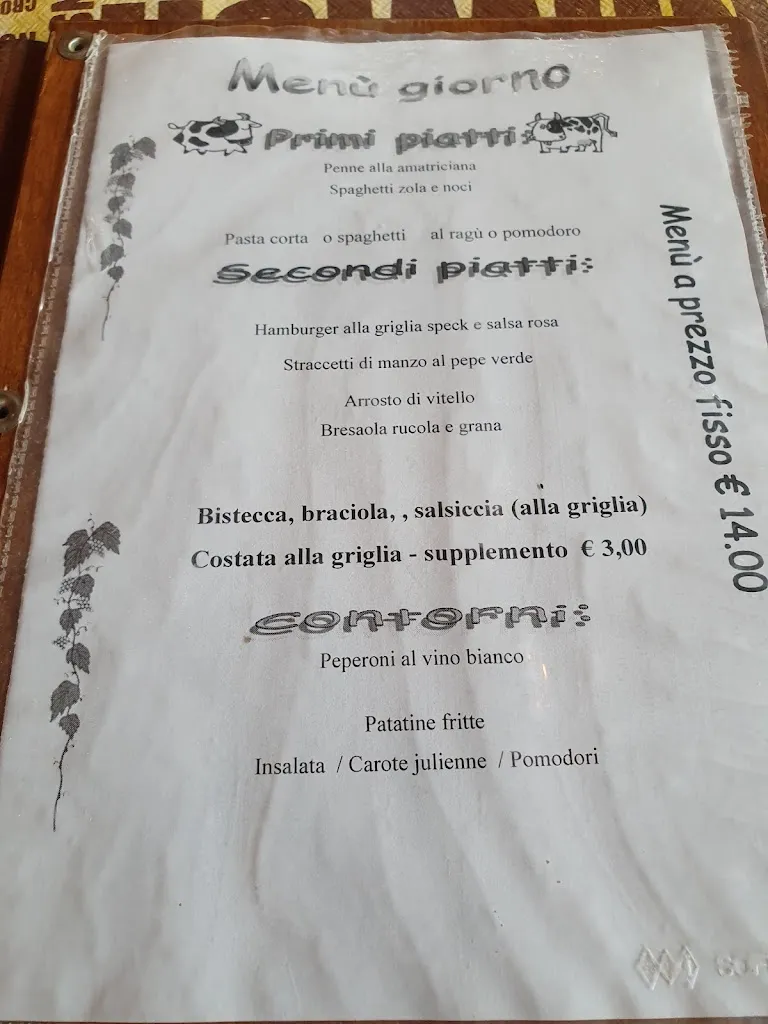 Menù giorno
Primi piatti:
Penne alla amatriciana
Spaghetti zola e noci
Pasta corta o spaghetti al ragù o pomodoro
Secondi piatti:
Hamburger alla griglia speck e salsa rosa
Straccetti di manzo al pepe verde
Arrosto di vitello
Bresaola rucola e grana
Bistecca, braciola, , salsiccia (alla griglia)
Costata alla griglia - supplemento € 3,00
Contorni:
Peperoni al vino bianco
Patatine fritte
Insalata / Carote julienne / Pomodori
Menù a prezzo fisso € 14.00